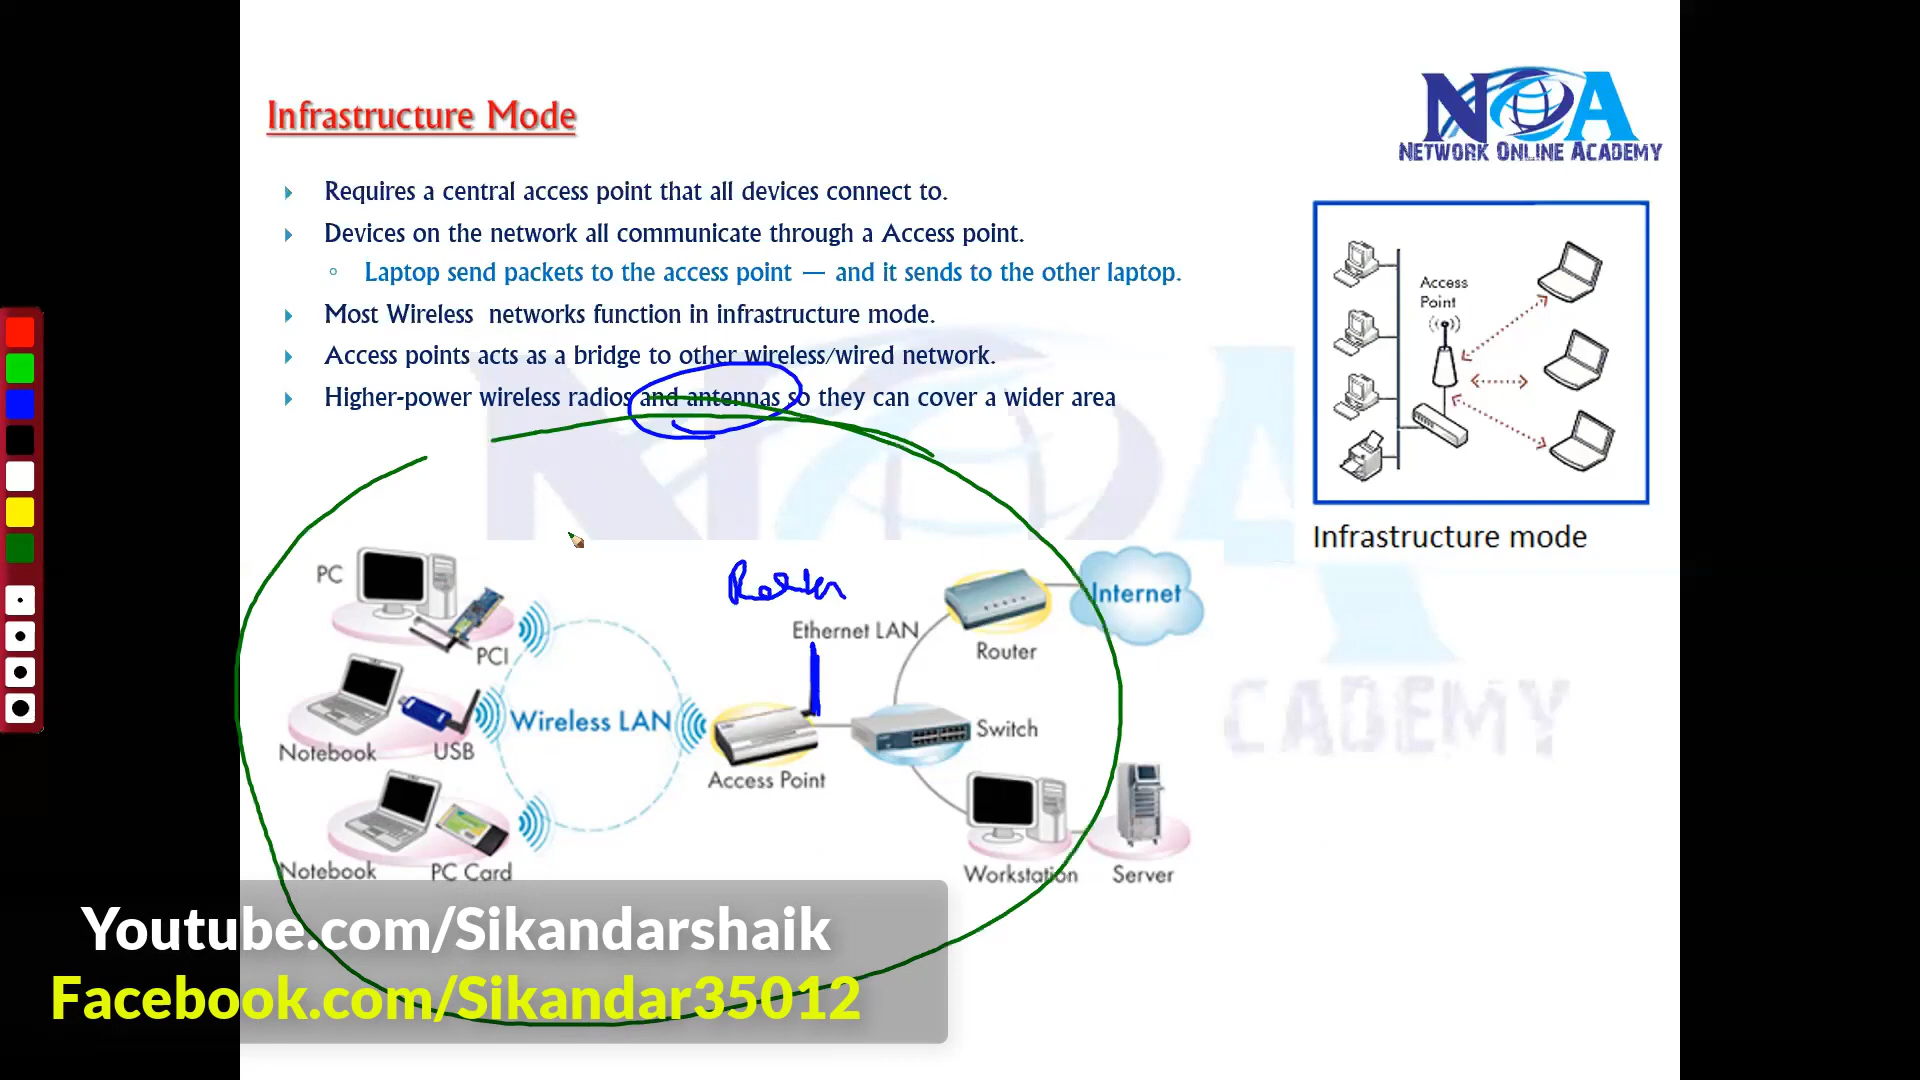 Infrastructure Mode
NOA
NETWORK ONLINE ACADEMY
Requires a central access point that all devices connect to.
Devices on the network all communicate through a Access point.
Laptop send packets to the access point — and it sends to the other laptop.
Most Wireless networks function in infrastructure mode.
Access points acts as a bridge to other wireless/wired network.
Higher-power wireless radios and antennas so they can cover a wider area
Access
Point
Infrastructure mode
PC
PCI
Notebook
USB
Notebook
PC Card
Wireless LAN
Access Point
Ethernet LAN
Router
Internet
Switch
Workstation
Server
CADEMY
Youtube.com/Sikandarshaik
Facebook.com/Sikandar35012